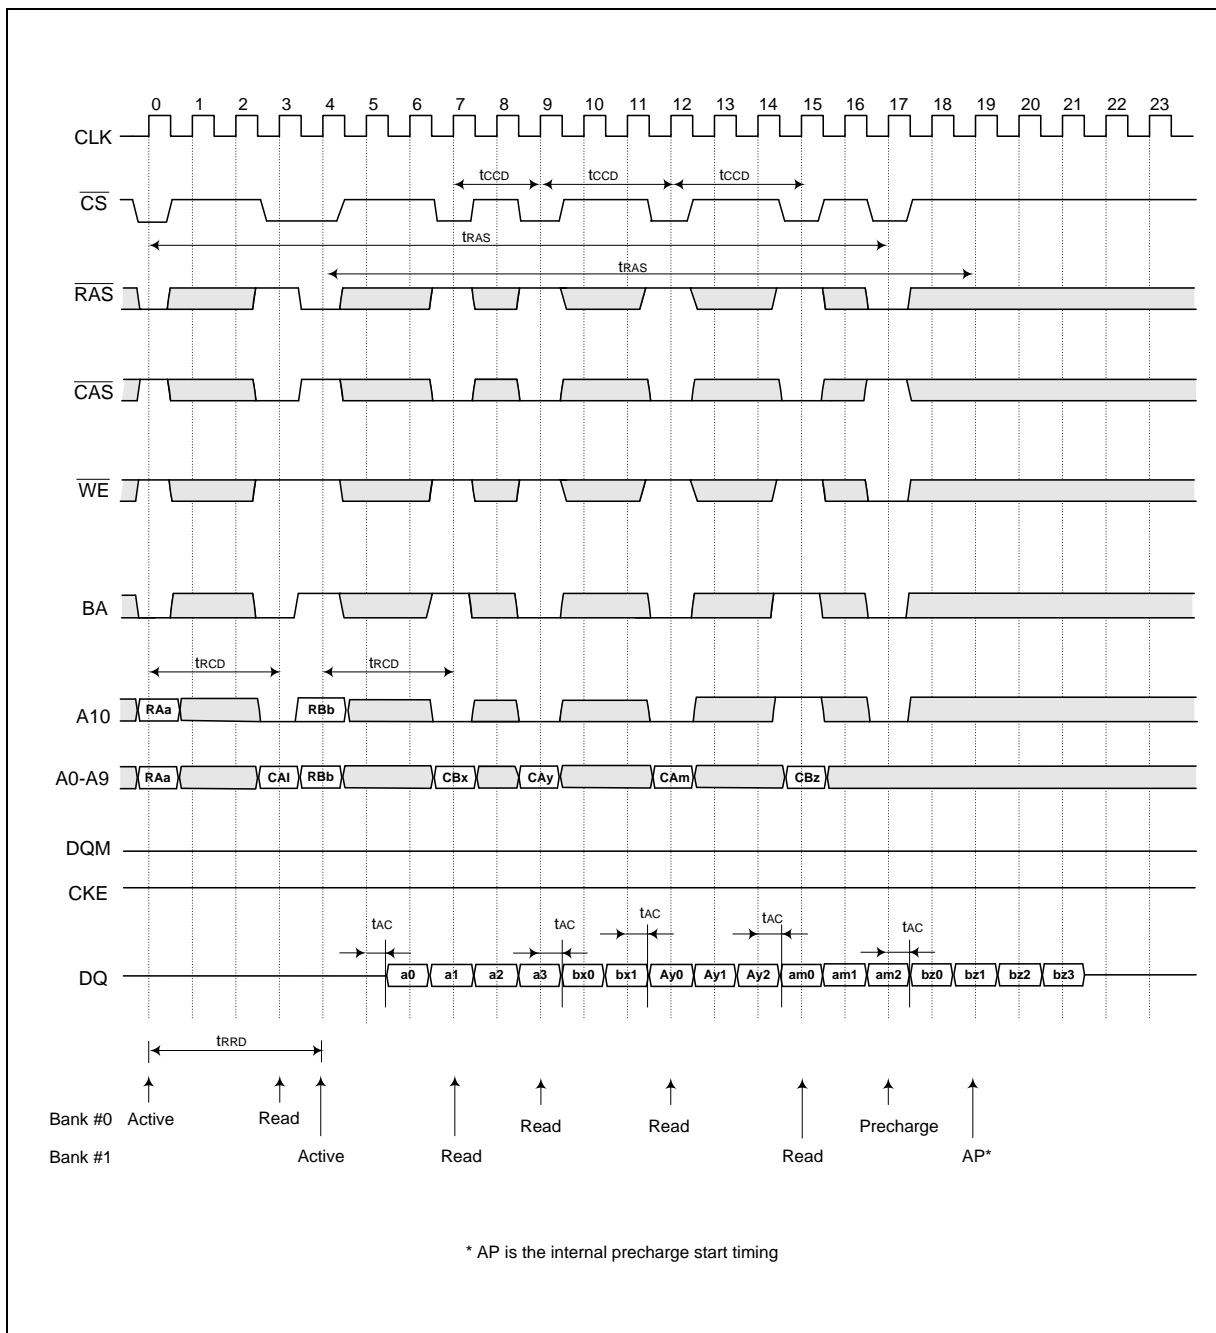 0 1 2 3 4 5 6 7 8 9 10 11 12 13 14 15 16 17 18 19 20 21 22 23
CLK
tCCD tCCD tCCD
CS
tRAS
tRAS
RAS
CAS
WE
BA
tRCD tRCD
A10 RAa RBb
A0-A9 RAa CAI RBb CBx CAy CAm CBz
DQM
CKE
tAC tAC tAC tAC tAC
DQ a0 a1 a2 a3 bx0 bx1 Ay0 Ay1 Ay2 am0 am1 am2 bz0 bz1 bz2 bz3
tRRD
Bank #0 Active Read Read Read Precharge
Bank #1 Active Read Read AP*
* AP is the internal precharge start timing